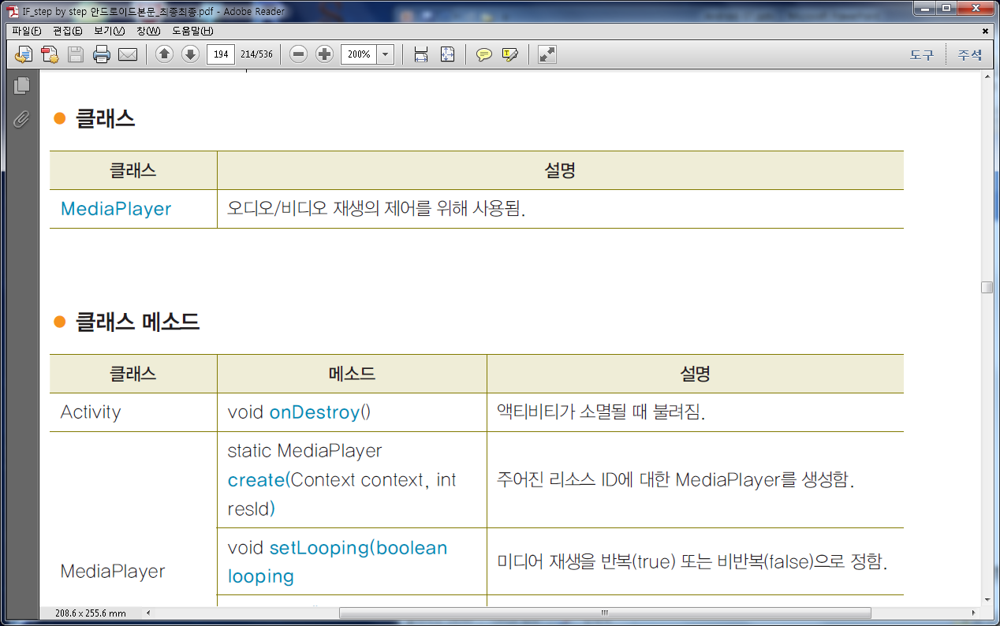 IF_step by step 안드로이드본문_최종최종.pdf - Adobe Reader
파일(F) 편집(E) 보기(V) 창(W) 도움말(H)
194 214/536 200% 도구 주석
클래스
클래스 설명
MediaPlayer 오디오/비디오 재생의 제어를 위해 사용됨.
클래스 메소드
클래스 메소드 설명
Activity void onDestroy() 액티비티가 소멸될 때 불려짐.
static MediaPlayer
create(Context context, int 주어진 리소스 ID에 대한 MediaPlayer를 생성함.
resId)
void setLooping(boolean
미디어 재생을 반복(true) 또는 비반복(false)으로 정함.
MediaPlayer
looping
208.6 x 255.6 mm